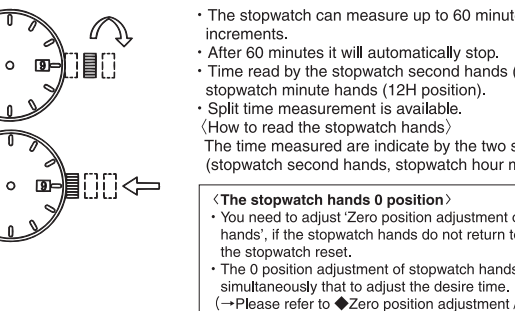 9
9
・The stopwatch can measure up to 60 minute
increments.
・After 60 minutes it will automatically stop.
・Time read by the stopwatch second hands (
stopwatch minute hands (12H position).
・Split time measurement is available.
〈How to read the stopwatch hands〉
The time measured are indicate by the two s
(stopwatch second hands, stopwatch hour m
〈The stopwatch hands 0 position〉
・You need to adjust ‘Zero position adjustment o
hands’, if the stopwatch hands do not return to
the stopwatch reset.
・The 0 position adjustment of stopwatch hands
simultaneously that to adjust the desire time.
(→Please refer to ◆Zero position adjustment